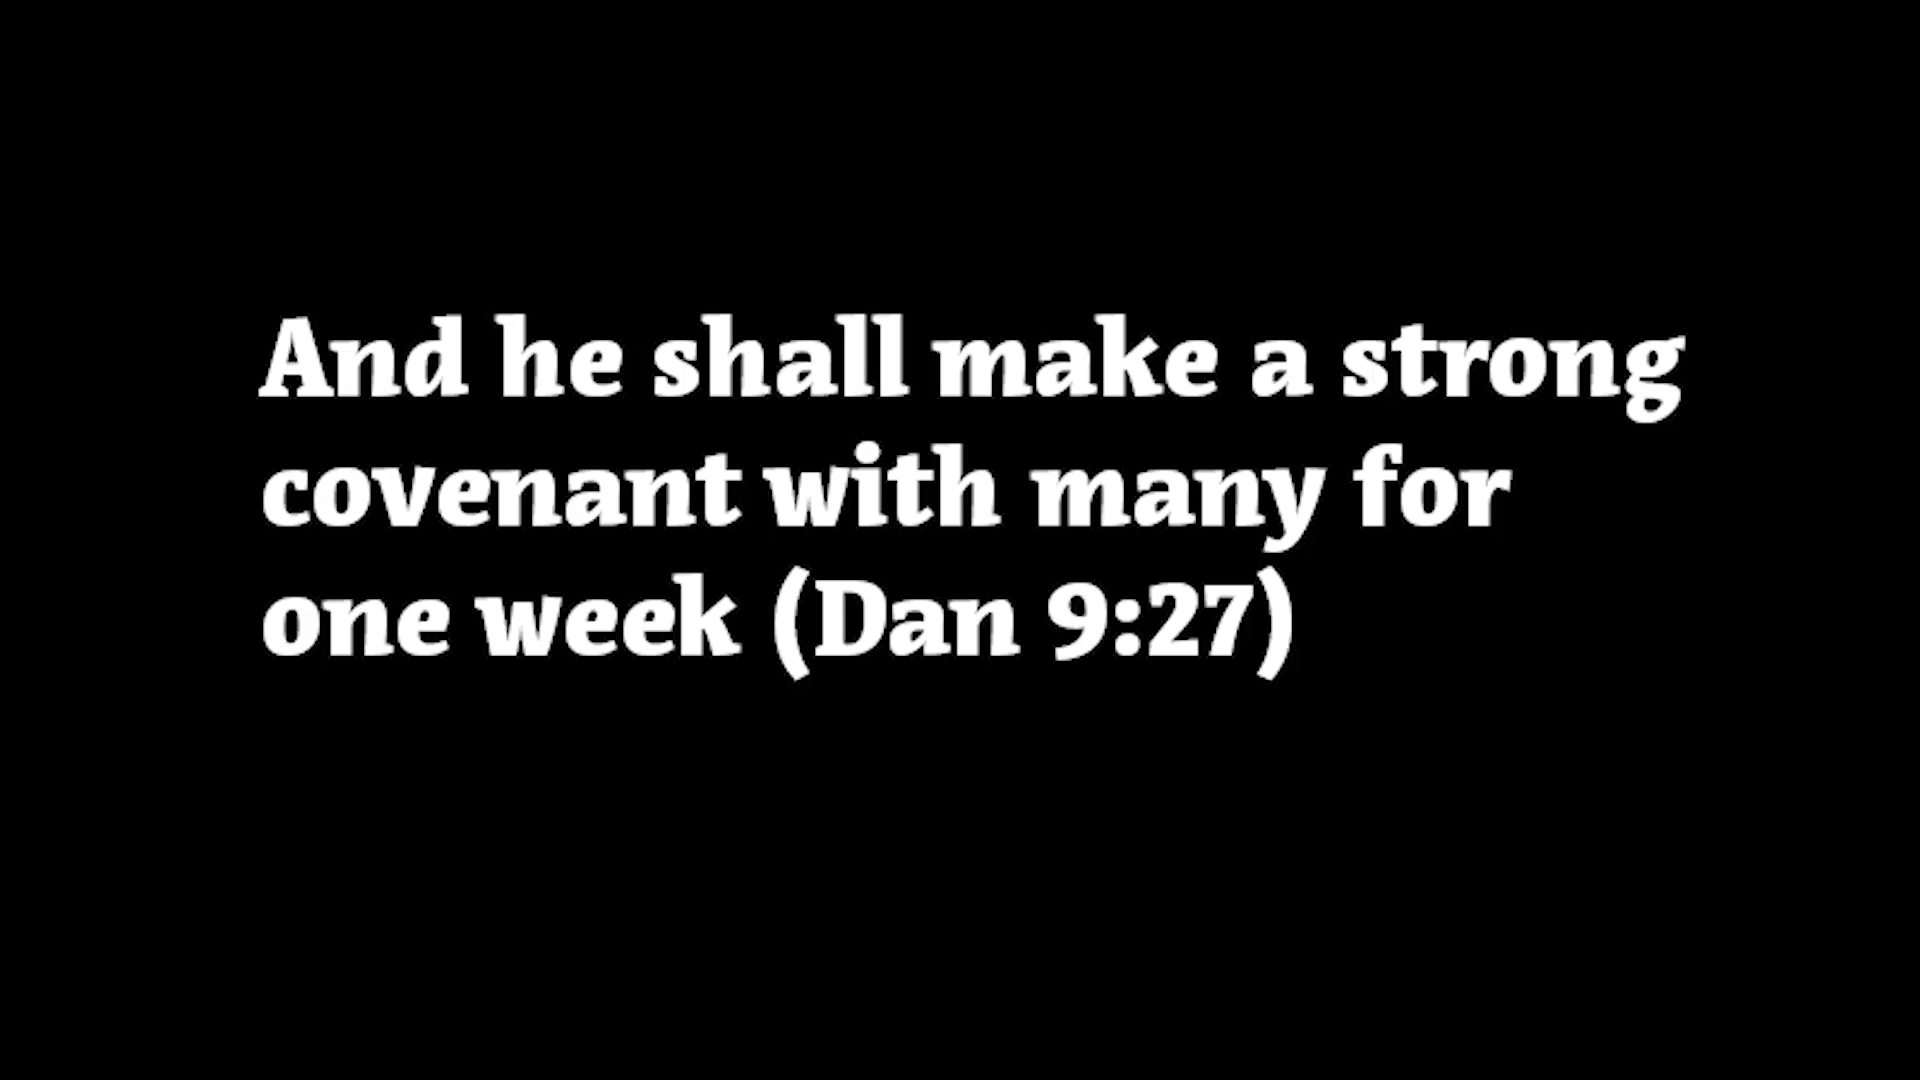 And he shall make a strong
covenant with many for
one week (Dan 9:27)